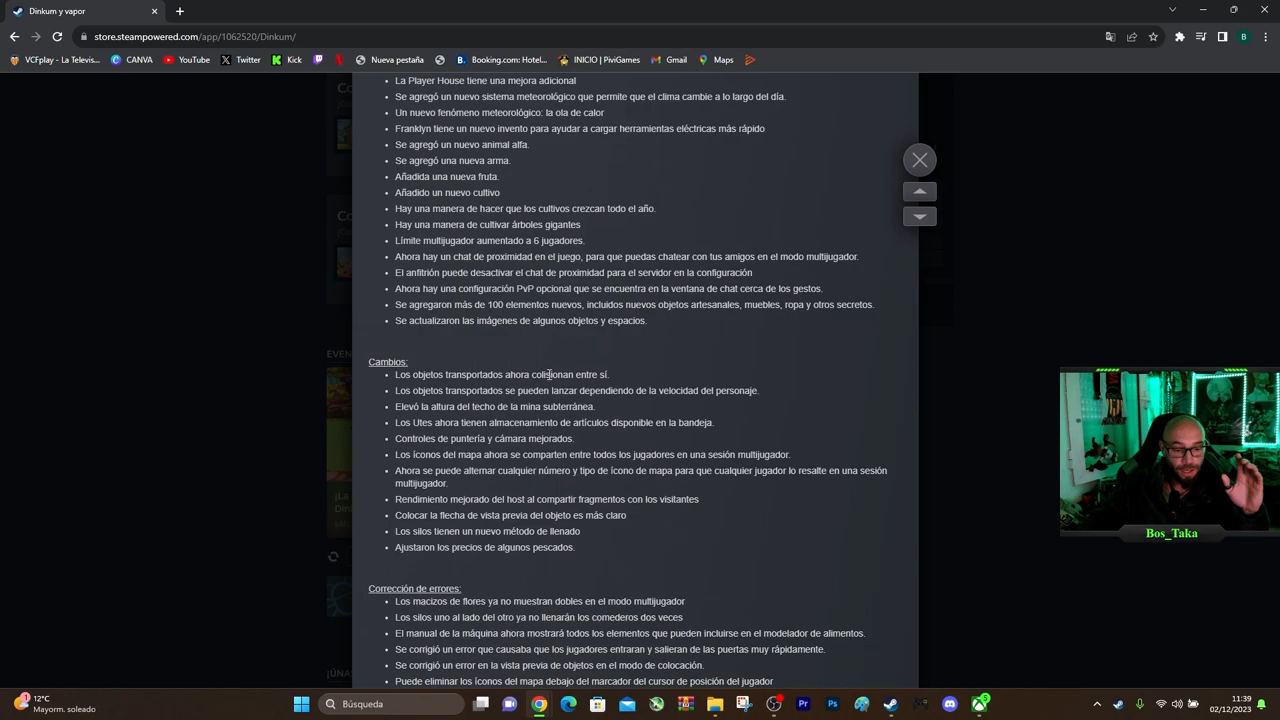 Dinkum y vapor
store.steampowered.com/app/1062520/Dinkum/
VCFplay - La Televis...
CANVA
YouTube
Twitter
Kick
Nueva pestaña
Booking.com: Hotel...
INICIO | PiviGames
Gmail
Maps
La Player House tiene una mejora adicional
Se agregó un nuevo sistema meteorológico que permite que el clima cambie a lo largo del día.
Un nuevo fenómeno meteorológico: la ola de calor
Franklyn tiene un nuevo invento para ayudar a cargar herramientas eléctricas más rápido
Se agregó un nuevo animal alfa.
Se agregó una nueva arma.
Añadida una nueva fruta.
Añadido un nuevo cultivo
Hay una manera de hacer que los cultivos crezcan todo el año.
Hay una manera de cultivar árboles gigantes
Límite multijugador aumentado a 6 jugadores.
Ahora hay un chat de proximidad en el juego, para que puedas chatear con tus amigos en el modo multijugador.
El anfitrión puede desactivar el chat de proximidad para el servidor en la configuración
Ahora hay una configuración PvP opcional que se encuentra en la ventana de chat cerca de los gestos.
Se agregaron más de 100 elementos nuevos, incluidos nuevos objetos artesanales, muebles, ropa y otros secretos.
Se actualizaron las imágenes de algunos objetos y espacios.
Cambios:
Los objetos transportados ahora colisionan entre sí.
Los objetos transportados se pueden lanzar dependiendo de la velocidad del personaje.
Elevó la altura del techo de la mina subterránea.
Los Utes ahora tienen almacenamiento de artículos disponible en la bandeja.
Controles de puntería y cámara mejorados.
Los íconos del mapa ahora se comparten entre todos los jugadores en una sesión multijugador.
Ahora se puede alternar cualquier número y tipo de ícono de mapa para que cualquier jugador lo resalte en una sesión
multijugador.
Rendimiento mejorado del host al compartir fragmentos con los visitantes
Colocar la flecha de vista previa del objeto es más claro
Los silos tienen un nuevo método de llenado
Ajustaron los precios de algunos pescados.
Corrección de errores:
Los macizos de flores ya no muestran dobles en el modo multijugador
Los silos uno al lado del otro ya no llenarán los comederos dos veces
El manual de la máquina ahora mostrará todos los elementos que pueden incluirse en el modelador de alimentos.
Se corrigió un error que causaba que los jugadores entraran y salieran de las puertas muy rápidamente.
Se corrigió un error en la vista previa de objetos en el modo de colocación.
Puede eliminar los íconos del mapa debajo del marcador del cursor de posición del jugador
EVEN
Bos_Taka
12°C
Mayorm. soleado
Búsqueda
11:39
02/12/2023